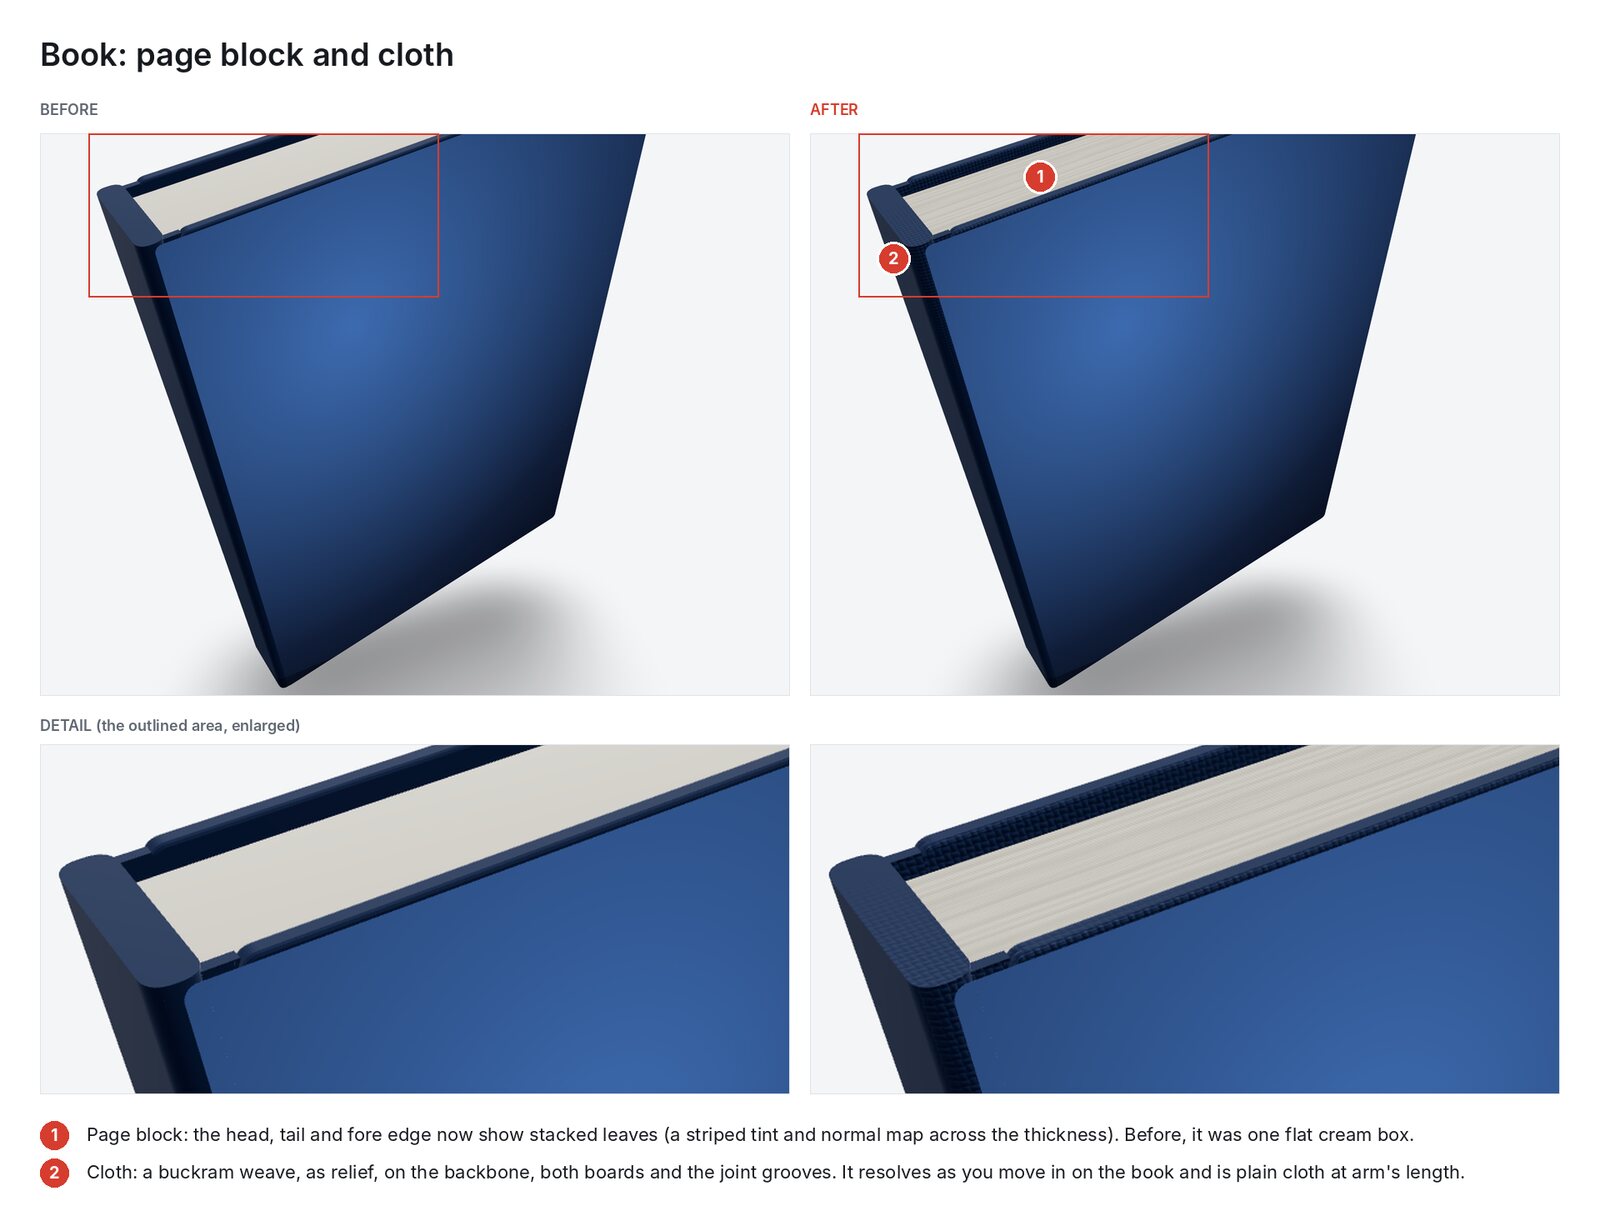 Book: page block and cloth
BEFORE
AFTER
1
2
DETAIL (the outlined area, enlarged)
1 Page block: the head, tail and fore edge now show stacked leaves (a striped tint and normal map across the thickness). Before, it was one flat cream box.
2 Cloth: a buckram weave, as relief, on the backbone, both boards and the joint grooves. It resolves as you move in on the book and is plain cloth at arm's length.